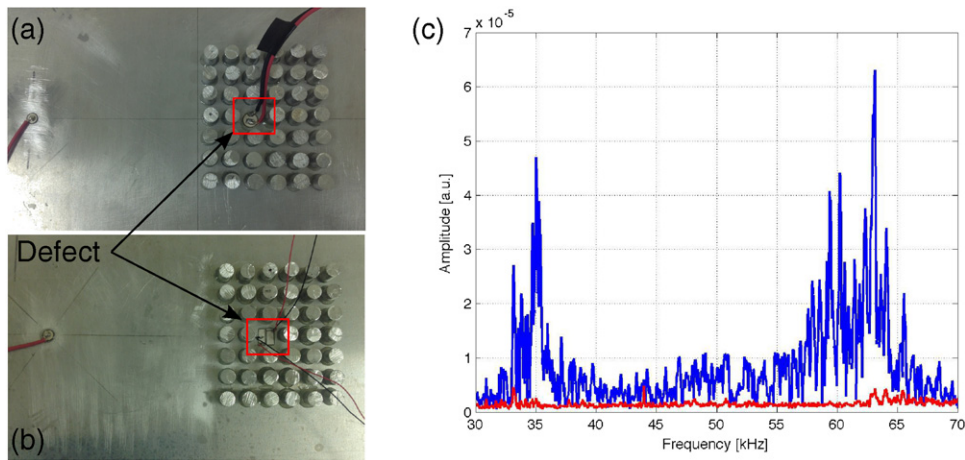 (a)
Defect
(b)
(c)
x 10⁻⁵
7
6
5
4
3
2
1
0
Amplitude [a.u.]
30 35 40 45 50 55 60 65 70
Frequency [kHz]